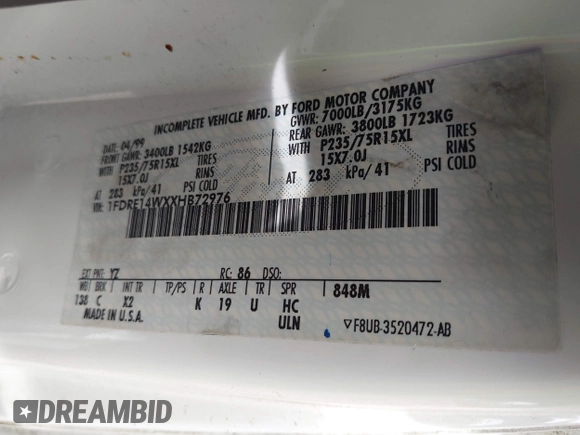 INCOMPLETE VEHICLE MFD. BY FORD MOTOR COMPANY
DATE: 04/99 GVWR: 7000LB/3175KG
FRONT GAWR: 3400LB 1542KG REAR GAWR: 3800LB 1723KG
WITH P235/75R15XL TIRES WITH P235/75R15XL TIRES
15X7.0J RINS 15X7.0J RINS
AT 283 kPa/41 PSI COLD AT 283 kPa/41 PSI COLD
VIN: 1FDRE14WXXHB72976
EXT PNT: YZ RC: 86 DSO:
WB BRK INT TR TP/PS R AXLE TR SPR 848M
138 C X2 K 19 U HC
MADE IN U.S.A. ULN ▽F8UB-3520472-AB
DREAMBID